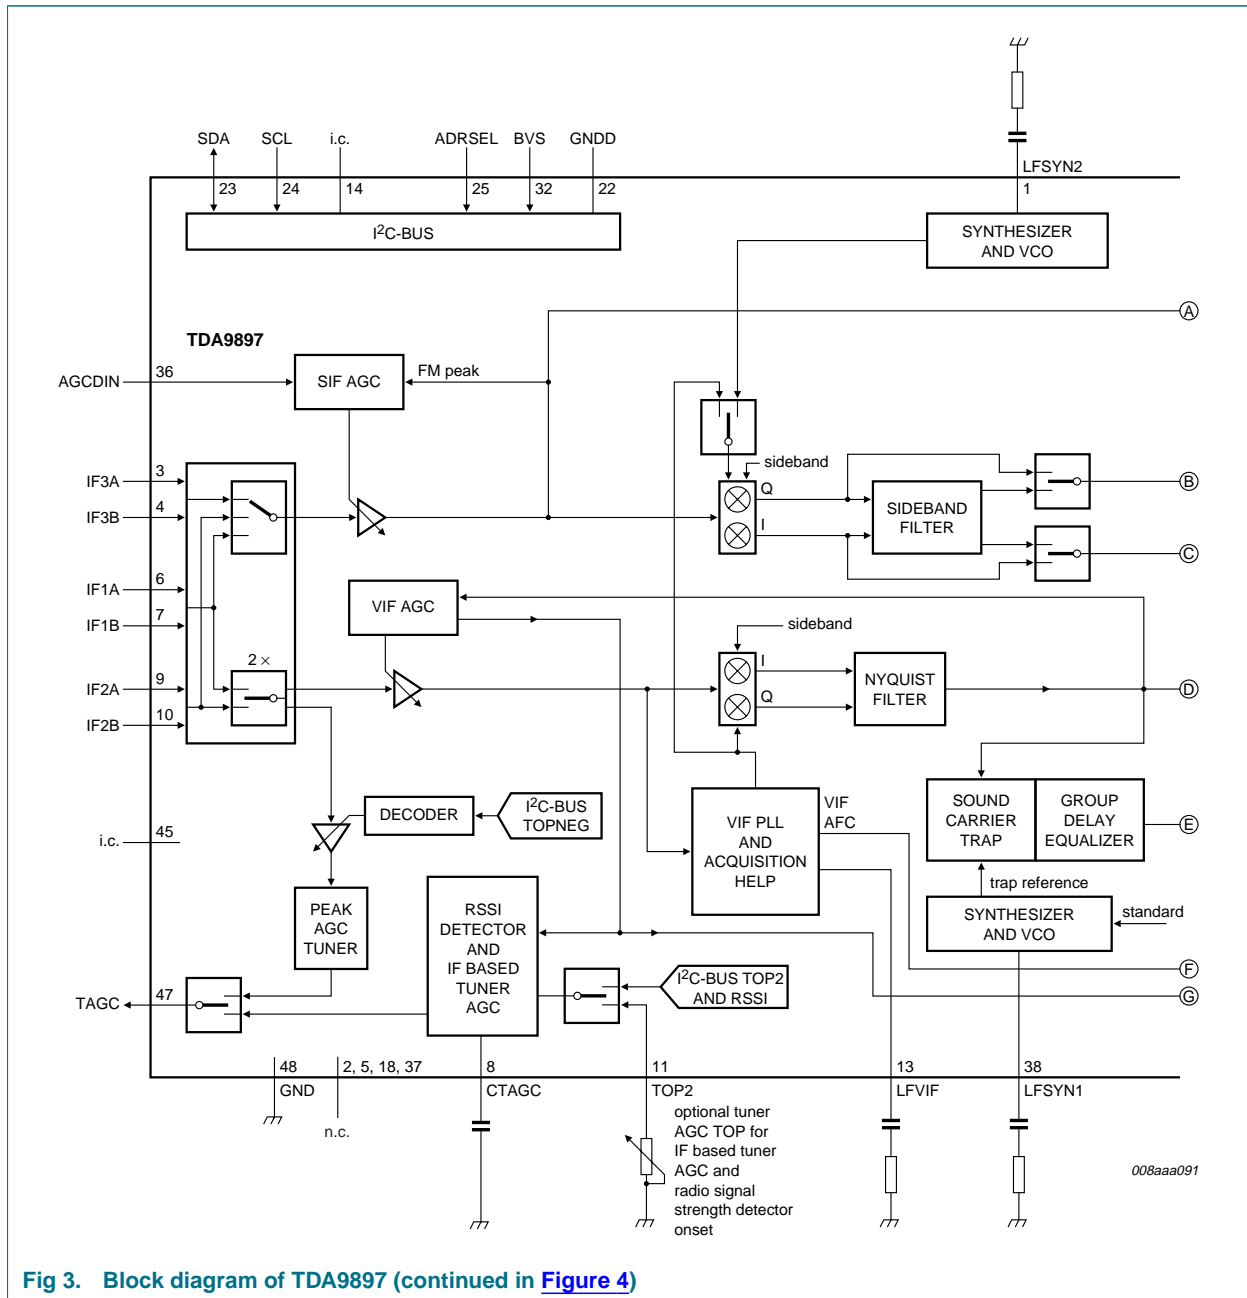 LFSYN2
1
SDA
SCL
i.c.
ADRSEL
BVS
GNDD
23
24
14
25
32
22
I2C-BUS
SYNTHESIZER
AND VCO
A
TDA9897
AGCDIN
36
SIF AGC
FM peak
sideband
IF3A
3
IF3B
4
Q
I
SIDEBAND
FILTER
B
C
IF1A
6
IF1B
7
VIF AGC
sideband
2 ×
IF2A
9
IF2B
10
I
Q
NYQUIST
FILTER
D
DECODER
I2C-BUS
TOPNEG
i.c.
45
VIF PLL
AND
ACQUISITION
HELP
VIF
AFC
SOUND
CARRIER
TRAP
GROUP
DELAY
EQUALIZER
E
trap reference
PEAK
AGC
TUNER
RSSI
DETECTOR
AND
IF BASED
TUNER
AGC
SYNTHESIZER
AND VCO
standard
I2C-BUS TOP2
AND RSSI
F
G
TAGC
47
48
GND
2, 5, 18, 37
n.c.
8
CTAGC
11
TOP2
13
LFVIF
38
LFSYN1
optional tuner
AGC TOP for
IF based tuner
AGC and
radio signal
strength detector
onset
008aaa091
Fig 3. Block diagram of TDA9897 (continued in Figure 4)